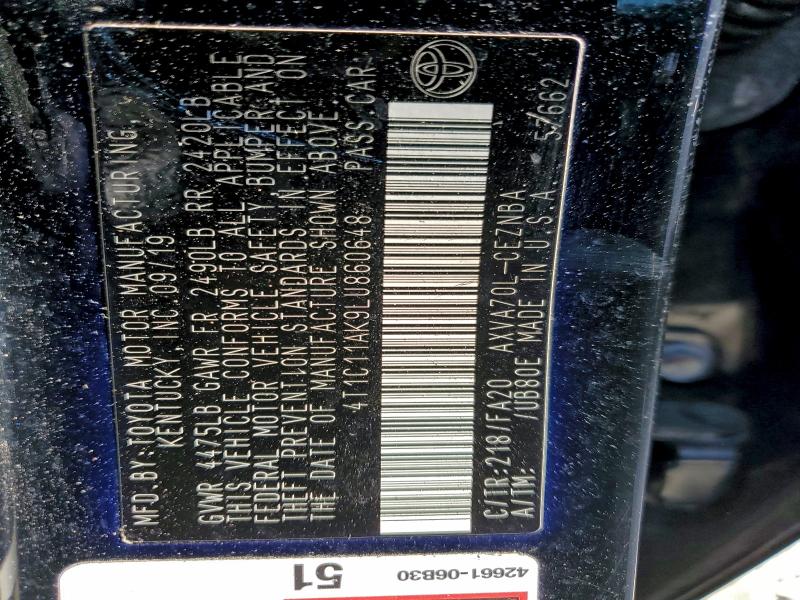 MFD.BY:TOYOTA MOTOR MANUFACTURING,
KENTUCKY, INC. 09/19
GVWR 4475LB GAWR FR 2490LB RR 2420LB
THIS VEHICLE CONFORMS TO ALL APPLICABLE
FEDERAL MOTOR VEHICLE SAFETY, BUMPER AND
THEFT PREVENTION STANDARDS IN EFFECT ON
THE DATE OF MANUFACTURE SHOWN ABOVE.
4T1C11AK9LU860648 PASS.CAR
C/TR:218/FA20 AXVA70L-CEZNBA
A/TM: /UB80E MADE IN U.S.A
51
42661-06B30